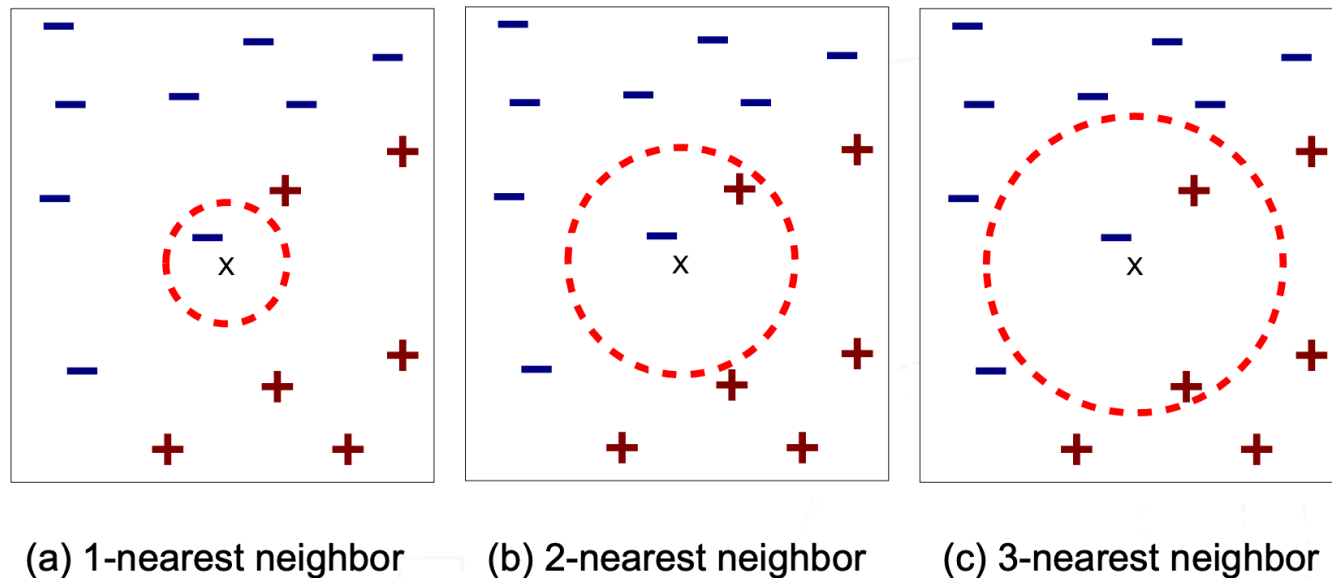 X
X
X
(a) 1-nearest neighbor
(b) 2-nearest neighbor
(c) 3-nearest neighbor